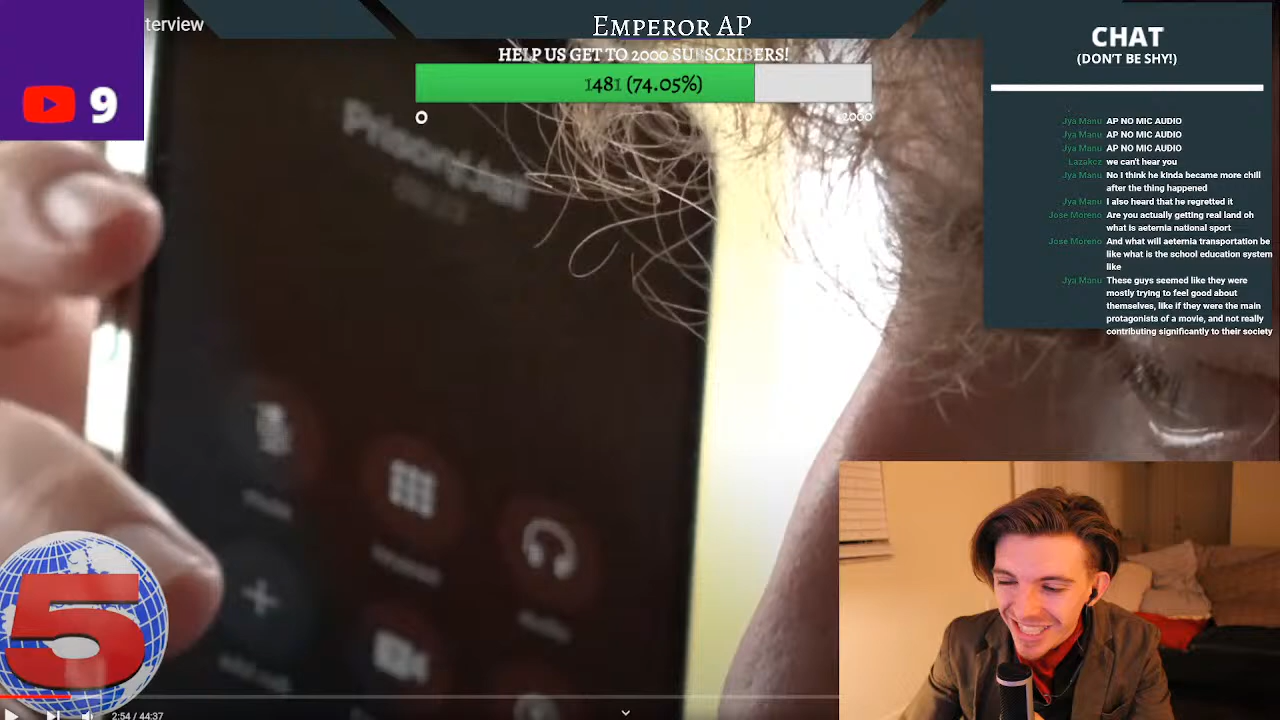 terview
EMPEROR AP
HELP US GET TO 2000 SUBSCRIBERS!
1481 (74.05%)
0
2000
9
CHAT
(DON'T BE SHY!)
Jya Manu AP NO MIC AUDIO
Jya Manu AP NO MIC AUDIO
Jya Manu AP NO MIC AUDIO
Lazakcz we can't hear you
Jya Manu No I think he kinda became more chill
after the thing happened
Jya Manu I also heard that he regretted it
Jose Moreno Are you actually getting real land oh
what is aeternia national sport
Jose Moreno And what will aeternia transportation be
like what is the school education system
like
Jya Manu These guys seemed like they were
mostly trying to feel good about
themselves, like if they were the main
protagonists of a movie, and not really
contributing significantly to their society
5
2:54 / 44:37